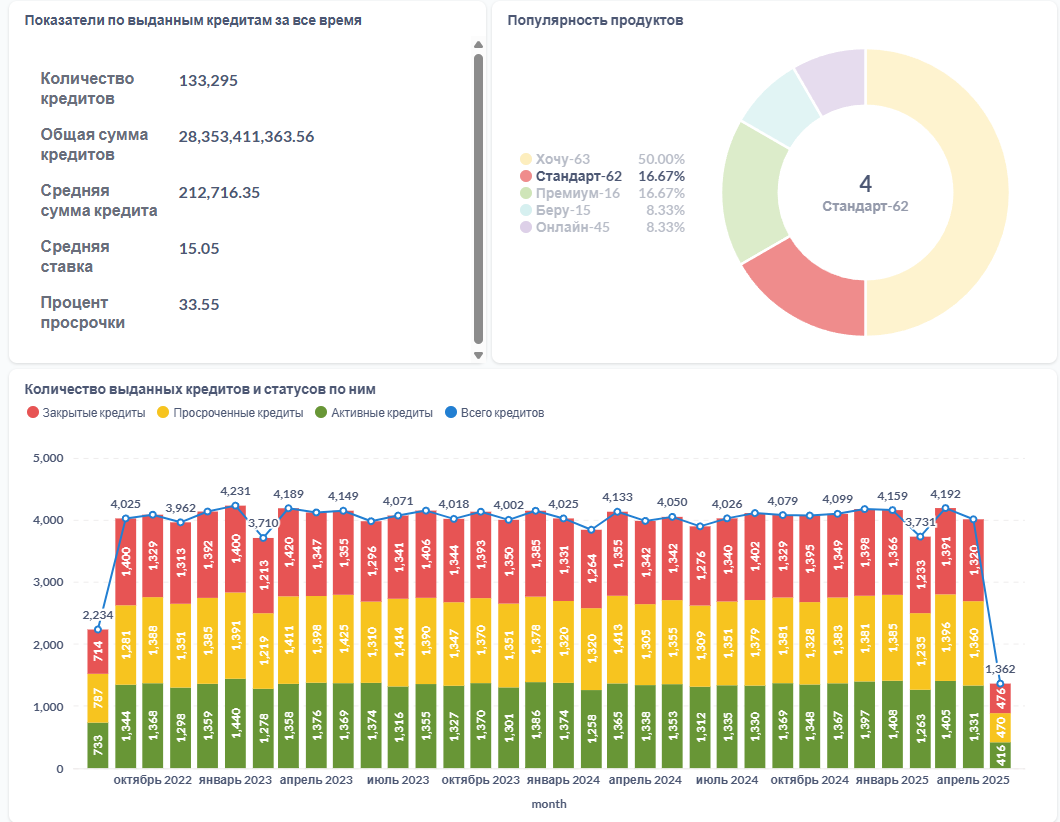 Показатели по выданным кредитам за все время
Количество
кредитов
133,295
Общая сумма
кредитов
28,353,411,363.56
Средняя
сумма кредита
212,716.35
Средняя
ставка
15.05
Процент
просрочки
33.55
Популярность продуктов
Хочу-63 50.00%
Стандарт-62 16.67%
Премиум-16 16.67%
Беру-15 8.33%
Онлайн-45 8.33%
4
Стандарт-62
Количество выданных кредитов и статусов по ним
Закрытые кредиты Просроченные кредиты Активные кредиты Всего кредитов
5,000
4,000
3,000
2,000
1,000
0
2,234 4,025 3,962 4,231 3,710 4,189 4,149 4,071 4,018 4,002 4,025 4,133 4,050 4,026 4,079 4,099 4,159 3,731 4,192 1,362
714 1,400 1,329 1,313 1,392 1,400 1,213 1,420 1,347 1,355 1,296 1,341 1,406 1,344 1,393 1,350 1,385 1,331 1,264 1,355 1,342 1,342 1,276 1,340 1,402 1,329 1,395 1,349 1,398 1,366 1,233 1,391 1,320 476
787 1,281 1,388 1,351 1,385 1,391 1,219 1,411 1,398 1,425 1,310 1,414 1,390 1,347 1,370 1,351 1,378 1,320 1,320 1,413 1,305 1,355 1,309 1,351 1,379 1,381 1,328 1,383 1,381 1,385 1,235 1,396 1,360 470
733 1,344 1,368 1,298 1,359 1,440 1,278 1,358 1,376 1,369 1,374 1,316 1,355 1,327 1,370 1,301 1,386 1,374 1,258 1,365 1,338 1,353 1,312 1,335 1,330 1,369 1,348 1,367 1,397 1,408 1,263 1,405 1,331 416
октябрь 2022 январь 2023 апрель 2023 июль 2023 октябрь 2023 январь 2024 апрель 2024 июль 2024 октябрь 2024 январь 2025 апрель 2025
month